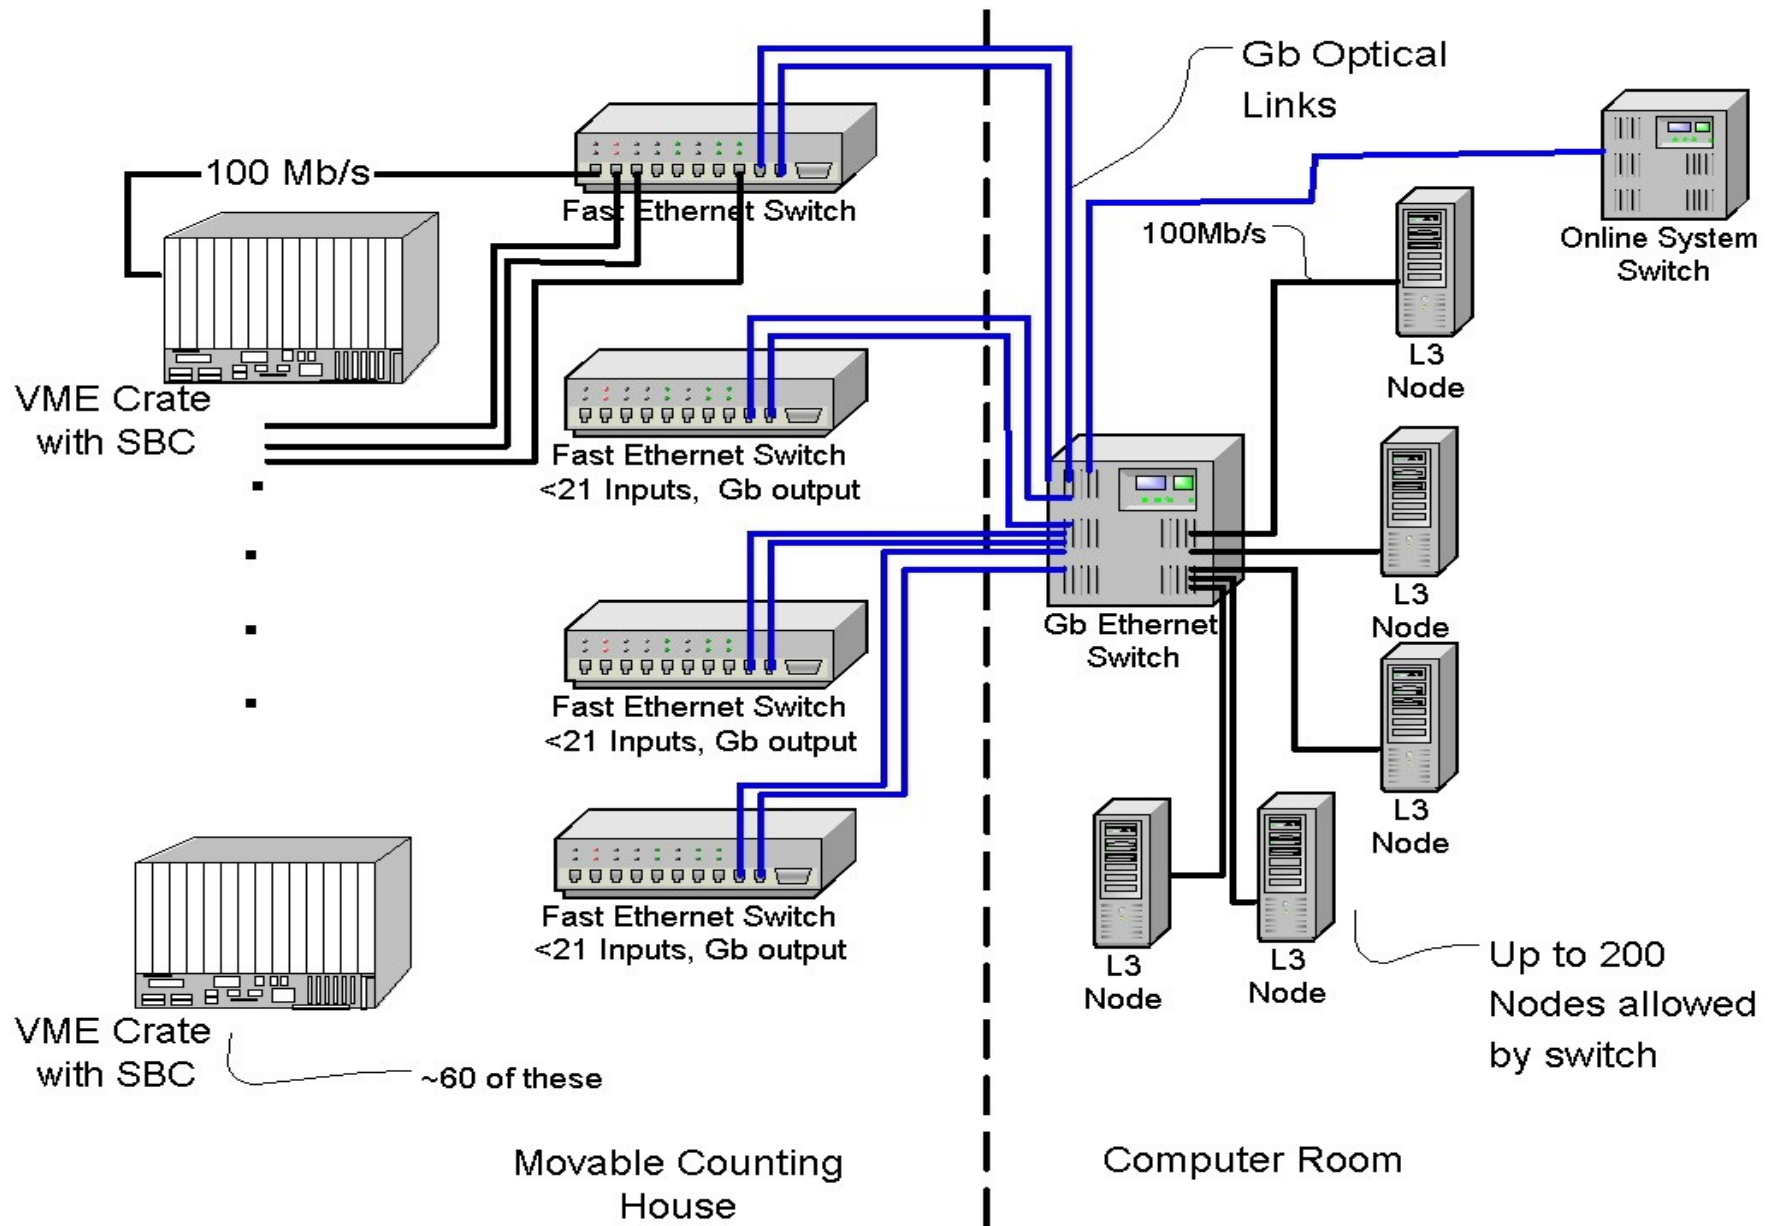 Gb Optical
Links
100 Mb/s
Fast Ethernet Switch
100Mb/s
Online System
Switch
L3
Node
VME Crate
with SBC
Fast Ethernet Switch
<21 Inputs, Gb output
L3
Node
Gb Ethernet
Switch
Fast Ethernet Switch
<21 Inputs, Gb output
L3
Node
Fast Ethernet Switch
<21 Inputs, Gb output
L3
Node
L3
Node
Up to 200
Nodes allowed
by switch
VME Crate
with SBC
~60 of these
Movable Counting
House
Computer Room